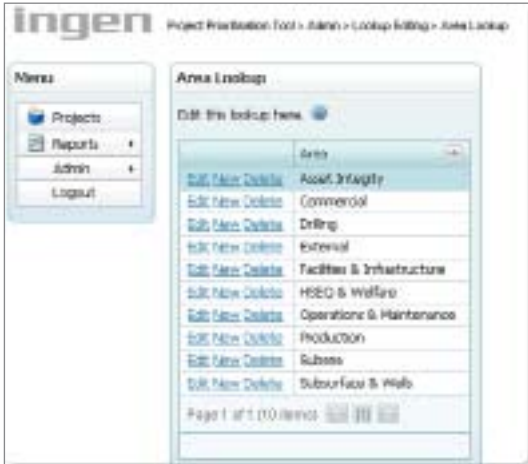 ingen
Project Prioritisation Tool > Admin > Lookup Editing > Area Lookup
Menu
Projects
Reports
Admin
Logout
Area Lookup
Edit this lookup here.
Area
Edit New Delete Asset Integrity
Edit New Delete Commercial
Edit New Delete Drilling
Edit New Delete External
Edit New Delete Facilities & Infrastructure
Edit New Delete HSEQ & Welfare
Edit New Delete Operations & Maintenance
Edit New Delete Production
Edit New Delete Subsea
Edit New Delete Subsurface & Wells
Page 1 of 1 (10 items)